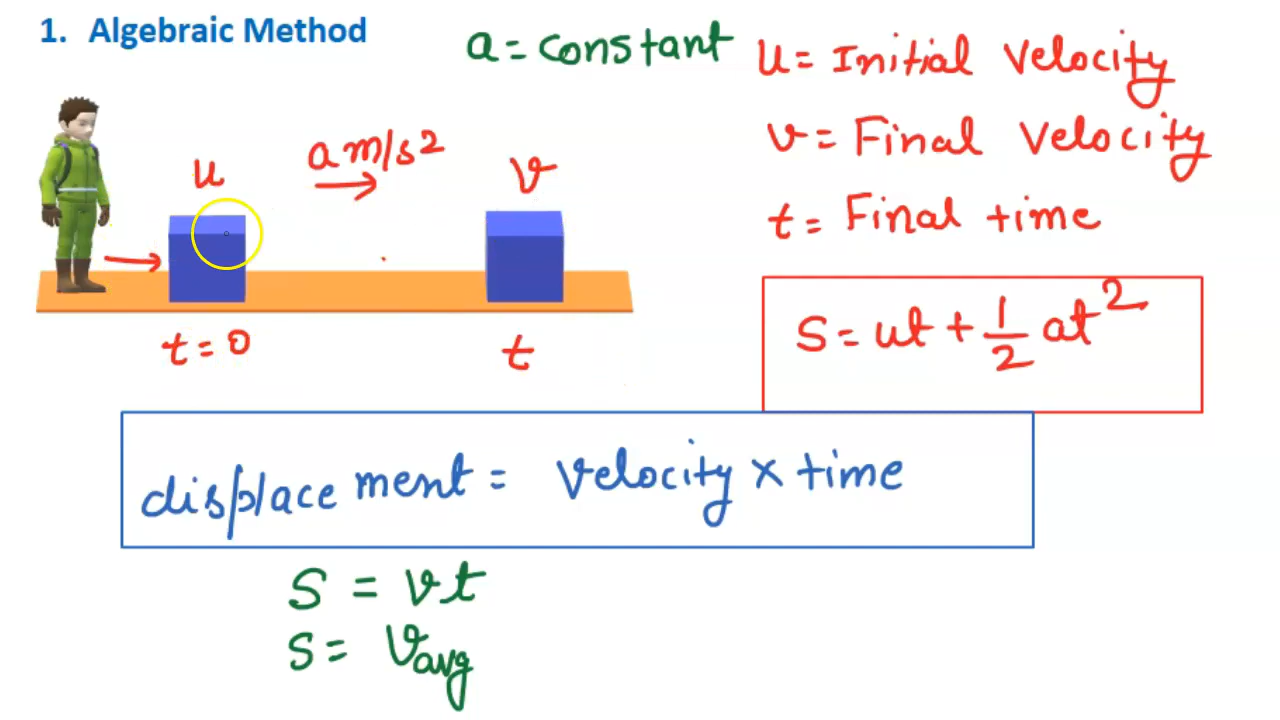 1. Algebraic Method
a = constant
u = Initial Velocity
v = Final Velocity
t = Final time
u
a m/s2
v
t = 0
t
S = ut + 1/2 at²
displacement = velocity × time
S = vt
S = Vavg